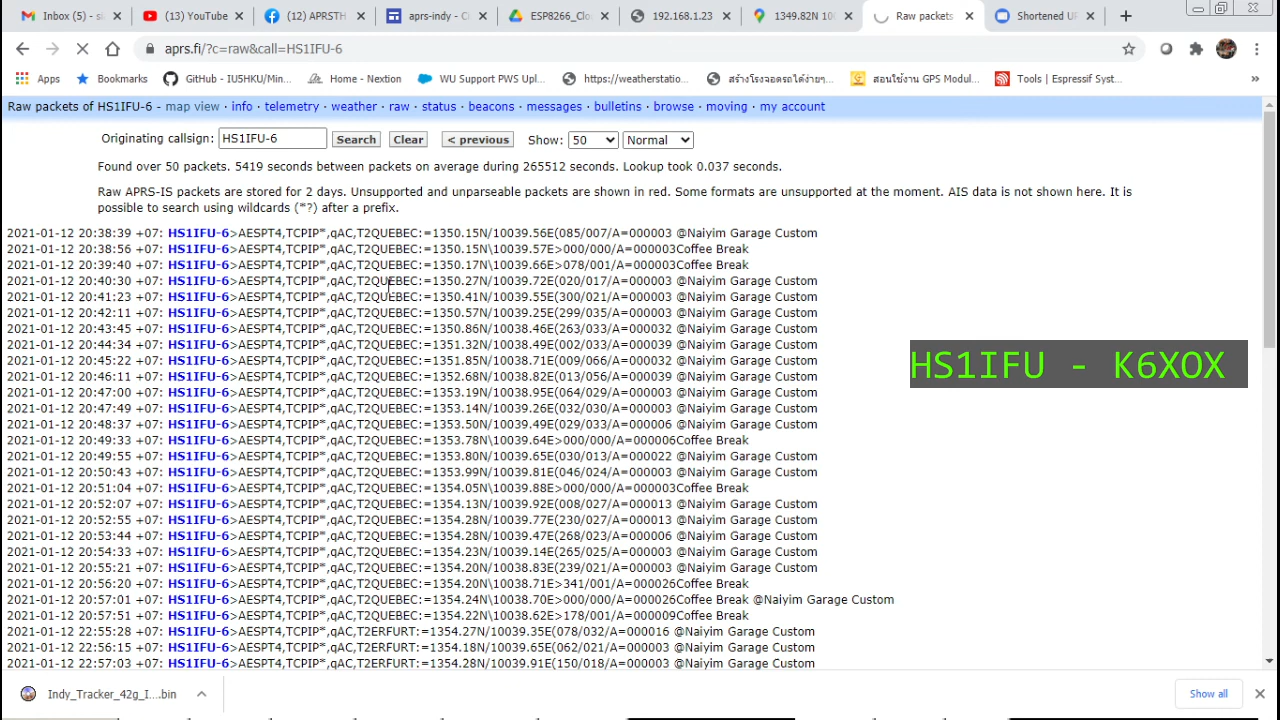 Inbox (6) - si
(13) YouTube
(12) APRSTH
aprs-indy - C
ESP8266_Clo
192.168.1.23
1349.82N 10
Raw packets
Shortened U
aprs.fi/?c=raw&call=HS1IFU-6
Apps
Bookmarks
GitHub - IU5HKU/Mi...
Home - Nextion
WU Support PWS Upl...
https://weatherstatio...
สร้างโรงจอดรถได้ง่ายๆ...
สอนใช้งาน GPS Modul...
Tools | Espressif Syst...
»
Raw packets of HS1IFU-6 - map view · info · telemetry · weather · raw · status · beacons · messages · bulletins · browse · moving · my account
Originating callsign: HS1IFU-6 Search Clear < previous Show: 50 Normal
Found over 50 packets. 5419 seconds between packets on average during 265512 seconds. Lookup took 0.037 seconds.
Raw APRS-IS packets are stored for 2 days. Unsupported and unparseable packets are shown in red. Some formats are unsupported at the moment. AIS data is not shown here. It is
possible to search using wildcards (*?) after a prefix.
2021-01-12 20:38:39 +07: HS1IFU-6>AESPT4,TCPIP*,qAC,T2QUEBEC:=1350.15N/10039.56E(085/007/A=000003 @Naiyim Garage Custom
2021-01-12 20:38:56 +07: HS1IFU-6>AESPT4,TCPIP*,qAC,T2QUEBEC:=1350.15N\10039.57E>000/000/A=000003Coffee Break
2021-01-12 20:39:40 +07: HS1IFU-6>AESPT4,TCPIP*,qAC,T2QUEBEC:=1350.17N\10039.66E>078/001/A=000003Coffee Break
2021-01-12 20:40:30 +07: HS1IFU-6>AESPT4,TCPIP*,qAC,T2QUEBEC:=1350.27N/10039.72E(020/017/A=000003 @Naiyim Garage Custom
2021-01-12 20:41:23 +07: HS1IFU-6>AESPT4,TCPIP*,qAC,T2QUEBEC:=1350.41N/10039.55E(300/021/A=000003 @Naiyim Garage Custom
2021-01-12 20:42:11 +07: HS1IFU-6>AESPT4,TCPIP*,qAC,T2QUEBEC:=1350.57N/10039.25E(299/035/A=000003 @Naiyim Garage Custom
2021-01-12 20:43:45 +07: HS1IFU-6>AESPT4,TCPIP*,qAC,T2QUEBEC:=1350.86N/10038.46E(263/033/A=000032 @Naiyim Garage Custom
2021-01-12 20:44:34 +07: HS1IFU-6>AESPT4,TCPIP*,qAC,T2QUEBEC:=1351.32N/10038.49E(002/033/A=000039 @Naiyim Garage Custom
2021-01-12 20:45:22 +07: HS1IFU-6>AESPT4,TCPIP*,qAC,T2QUEBEC:=1351.85N/10038.71E(009/066/A=000032 @Naiyim Garage Custom
2021-01-12 20:46:11 +07: HS1IFU-6>AESPT4,TCPIP*,qAC,T2QUEBEC:=1352.68N/10038.82E(013/056/A=000039 @Naiyim Garage Custom
2021-01-12 20:47:00 +07: HS1IFU-6>AESPT4,TCPIP*,qAC,T2QUEBEC:=1353.19N/10038.95E(064/029/A=000003 @Naiyim Garage Custom
2021-01-12 20:47:49 +07: HS1IFU-6>AESPT4,TCPIP*,qAC,T2QUEBEC:=1353.14N/10039.26E(032/030/A=000003 @Naiyim Garage Custom
2021-01-12 20:48:37 +07: HS1IFU-6>AESPT4,TCPIP*,qAC,T2QUEBEC:=1353.50N/10039.49E(029/033/A=000006 @Naiyim Garage Custom
2021-01-12 20:49:33 +07: HS1IFU-6>AESPT4,TCPIP*,qAC,T2QUEBEC:=1353.78N\10039.64E>000/000/A=000006Coffee Break
2021-01-12 20:49:55 +07: HS1IFU-6>AESPT4,TCPIP*,qAC,T2QUEBEC:=1353.80N/10039.65E(030/013/A=000022 @Naiyim Garage Custom
2021-01-12 20:50:43 +07: HS1IFU-6>AESPT4,TCPIP*,qAC,T2QUEBEC:=1353.99N/10039.81E(046/024/A=000003 @Naiyim Garage Custom
2021-01-12 20:51:04 +07: HS1IFU-6>AESPT4,TCPIP*,qAC,T2QUEBEC:=1354.05N\10039.88E>000/000/A=000003Coffee Break
2021-01-12 20:52:07 +07: HS1IFU-6>AESPT4,TCPIP*,qAC,T2QUEBEC:=1354.13N/10039.92E(008/027/A=000013 @Naiyim Garage Custom
2021-01-12 20:52:55 +07: HS1IFU-6>AESPT4,TCPIP*,qAC,T2QUEBEC:=1354.28N/10039.77E(230/027/A=000013 @Naiyim Garage Custom
2021-01-12 20:53:44 +07: HS1IFU-6>AESPT4,TCPIP*,qAC,T2QUEBEC:=1354.28N/10039.47E(268/023/A=000006 @Naiyim Garage Custom
2021-01-12 20:54:33 +07: HS1IFU-6>AESPT4,TCPIP*,qAC,T2QUEBEC:=1354.23N/10039.14E(265/025/A=000003 @Naiyim Garage Custom
2021-01-12 20:55:21 +07: HS1IFU-6>AESPT4,TCPIP*,qAC,T2QUEBEC:=1354.20N/10038.83E(239/021/A=000003 @Naiyim Garage Custom
2021-01-12 20:56:20 +07: HS1IFU-6>AESPT4,TCPIP*,qAC,T2QUEBEC:=1354.20N\10038.71E>341/001/A=000026Coffee Break
2021-01-12 20:57:01 +07: HS1IFU-6>AESPT4,TCPIP*,qAC,T2QUEBEC:=1354.24N\10038.70E>000/000/A=000026Coffee Break @Naiyim Garage Custom
2021-01-12 20:57:51 +07: HS1IFU-6>AESPT4,TCPIP*,qAC,T2QUEBEC:=1354.22N\10038.62E>178/001/A=000009Coffee Break
2021-01-12 22:55:28 +07: HS1IFU-6>AESPT4,TCPIP*,qAC,T2ERFURT:=1354.27N/10039.35E(078/032/A=000016 @Naiyim Garage Custom
2021-01-12 22:56:15 +07: HS1IFU-6>AESPT4,TCPIP*,qAC,T2ERFURT:=1354.18N/10039.65E(062/021/A=000003 @Naiyim Garage Custom
2021-01-12 22:57:03 +07: HS1IFU-6>AESPT4,TCPIP*,qAC,T2ERFURT:=1354.28N/10039.91E(150/018/A=000003 @Naiyim Garage Custom
HS1IFU - K6XOX
Indy_Tracker_42g_I....bin
Show all